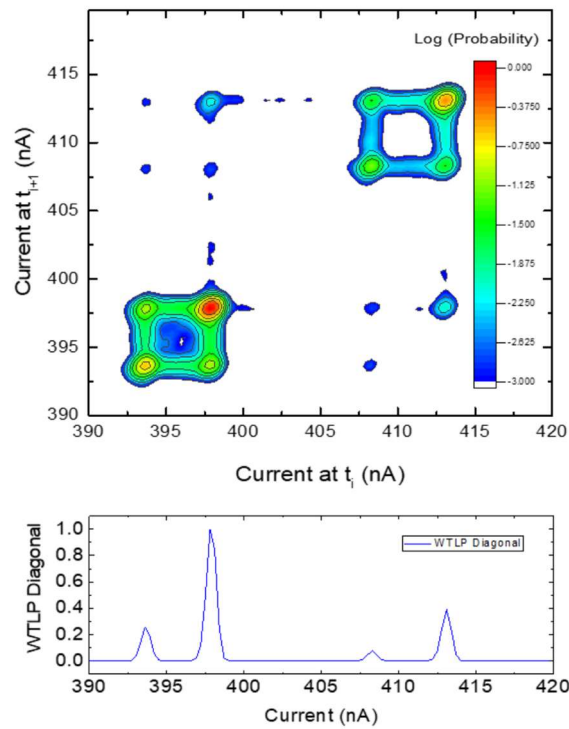 Log (Probability)
415
410
405
400
395
390
Current at tᵢ₊₁ (nA)
0.000
-0.3750
-0.7500
-1.125
-1.500
-1.875
-2.250
-2.625
-3.000
390 395 400 405 410 415 420
Current at tᵢ (nA)
WTLP Diagonal
1.0
0.8
0.6
0.4
0.2
0.0
WTLP Diagonal
390 395 400 405 410 415 420
Current (nA)